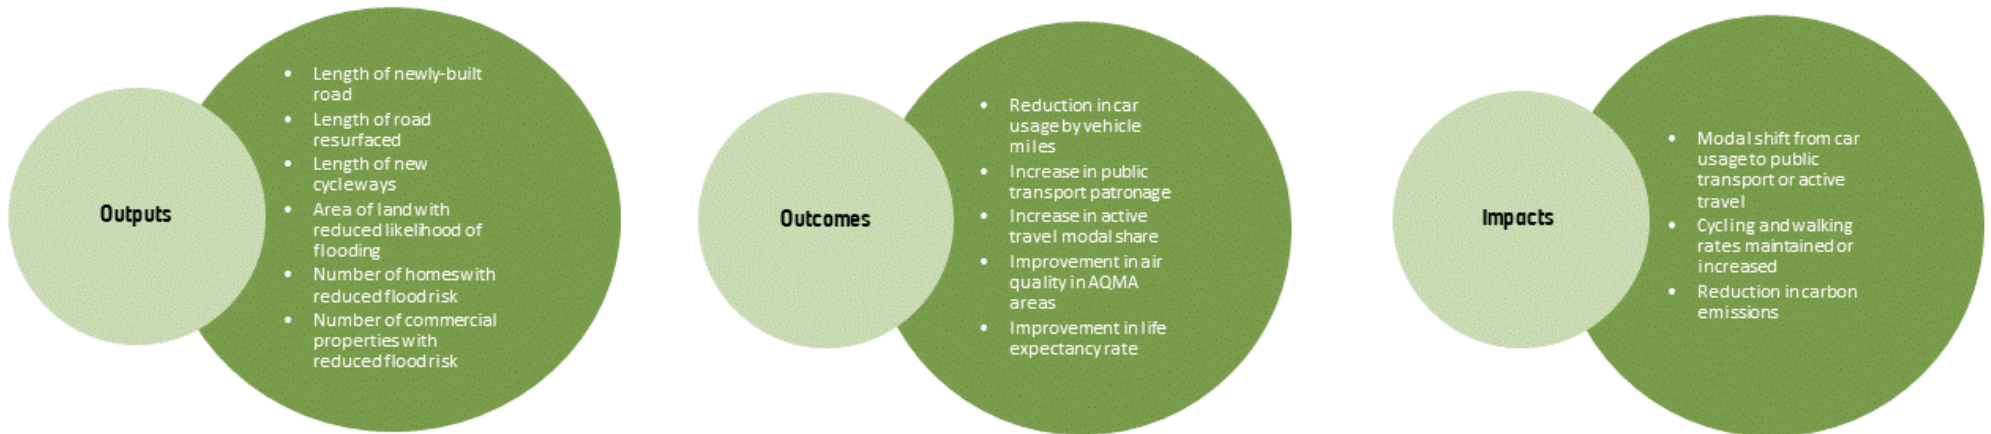 Outputs
• Length of newly-built
road
• Length of road
resurfaced
• Length of new
cycleways
• Area of land with
reduced likelihood of
flooding
• Number of homes with
reduced flood risk
• Number of commercial
properties with
reduced flood risk
Outcomes
• Reduction in car
usage by vehicle
miles
• Increase in public
transport patronage
• Increase in active
travel modal share
• Improvement in air
quality in AQMA
areas
• Improvement in life
expectancy rate
Impacts
• Modal shift from car
usage to public
transport or active
travel
• Cycling and walking
rates maintained or
increased
• Reduction in carbon
emissions